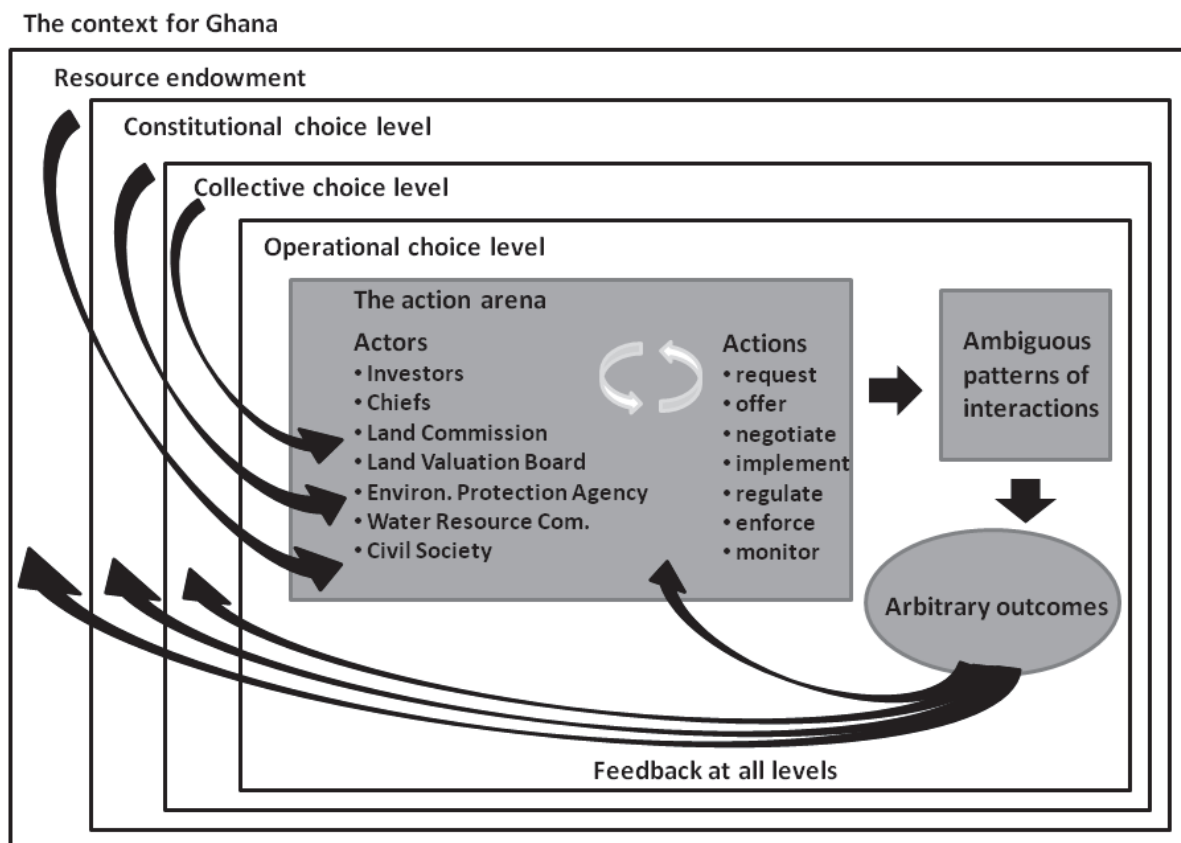 The context for Ghana
Resource endowment
Constitutional choice level
Collective choice level
Operational choice level
The action arena
Actors
• Investors
• Chiefs
• Land Commission
• Land Valuation Board
• Environ. Protection Agency
• Water Resource Com.
• Civil Society
Actions
• request
• offer
• negotiate
• implement
• regulate
• enforce
• monitor
Ambiguous
patterns of
interactions
Arbitrary outcomes
Feedback at all levels